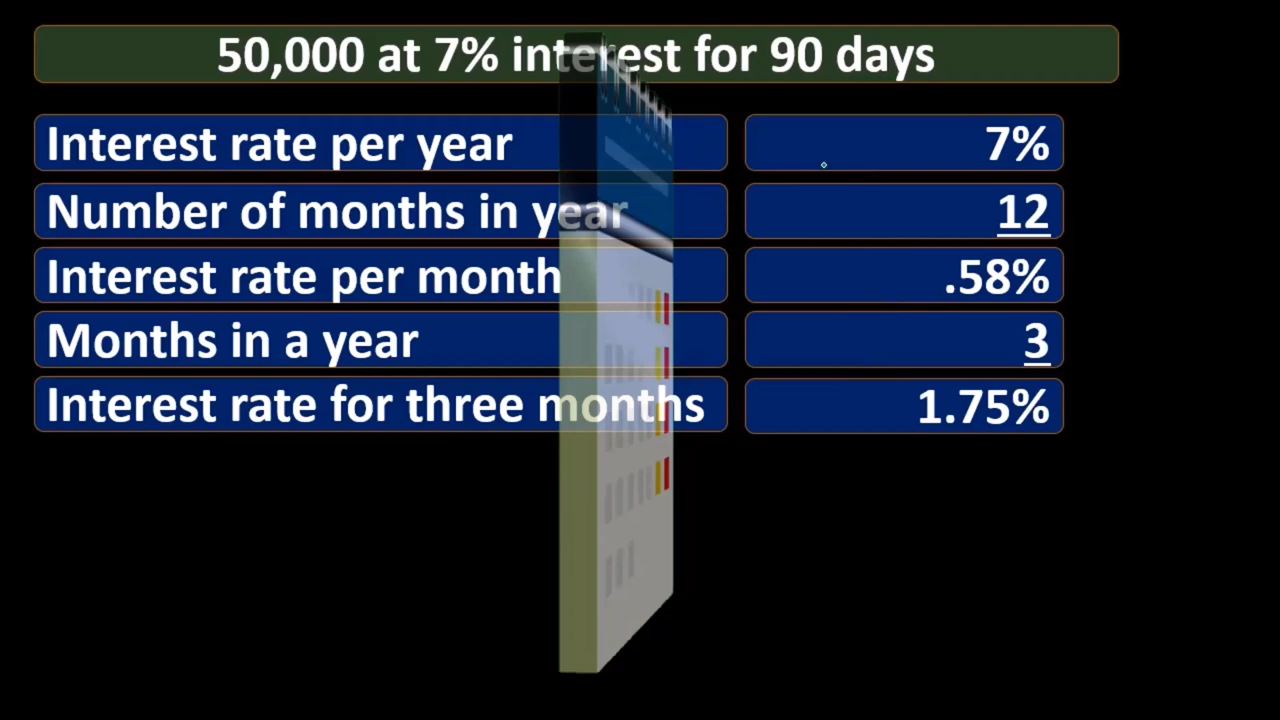 50,000 at 7% interest for 90 days
Interest rate per year 7%
Number of months in year 12
Interest rate per month .58%
Months in a year 3
Interest rate for three months 1.75%